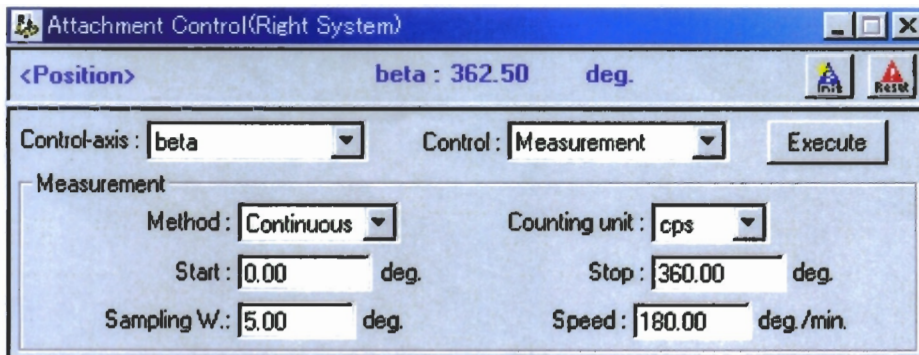 Attachment Control(Right System)
<Position> beta : 362.50 deg. Init Reset
Control-axis : beta Control : Measurement Execute
Measurement
Method : Continuous Counting unit : cps
Start : 0.00 deg. Stop : 360.00 deg.
Sampling W.: 5.00 deg. Speed : 180.00 deg./min.